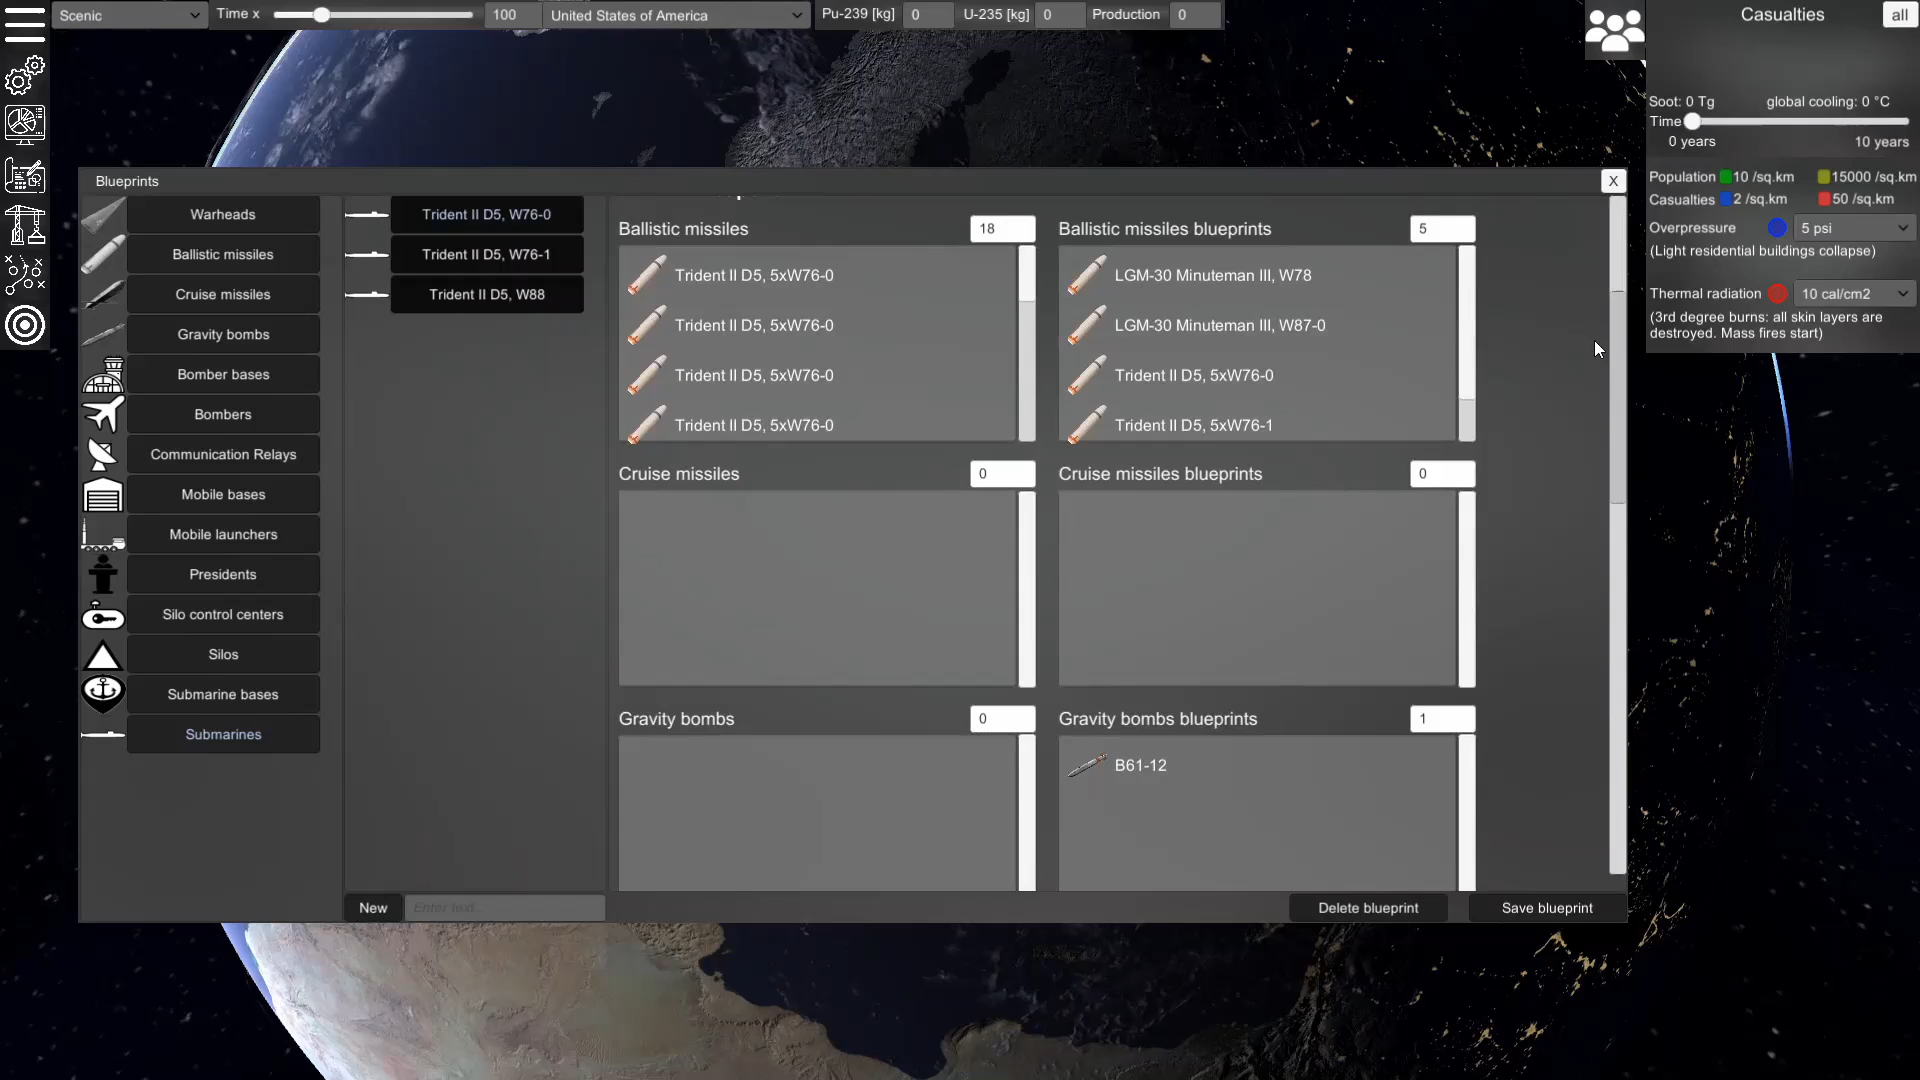 Scenic
Time x
100
United States of America
Pu-239 [kg]
0
U-235 [kg]
0
Production
0
Casualties
all
Soot: 0 Tg
global cooling: 0 °C
Time
0 years
10 years
Population
10 /sq.km
15000 /sq.km
Casualties
2 /sq.km
50 /sq.km
Overpressure
5 psi
(Light residential buildings collapse)
Thermal radiation
10 cal/cm2
(3rd degree burns: all skin layers are
destroyed. Mass fires start)
Blueprints
X
Warheads
Ballistic missiles
Cruise missiles
Gravity bombs
Bomber bases
Bombers
Communication Relays
Mobile bases
Mobile launchers
Presidents
Silo control centers
Silos
Submarine bases
Submarines
Trident II D5, W76-0
Trident II D5, W76-1
Trident II D5, W88
Ballistic missiles
18
Trident II D5, 5xW76-0
Trident II D5, 5xW76-0
Trident II D5, 5xW76-0
Trident II D5, 5xW76-0
Ballistic missiles blueprints
5
LGM-30 Minuteman III, W78
LGM-30 Minuteman III, W87-0
Trident II D5, 5xW76-0
Trident II D5, 5xW76-1
Cruise missiles
0
Cruise missiles blueprints
0
Gravity bombs
0
Gravity bombs blueprints
1
B61-12
New
Enter text...
Delete blueprint
Save blueprint